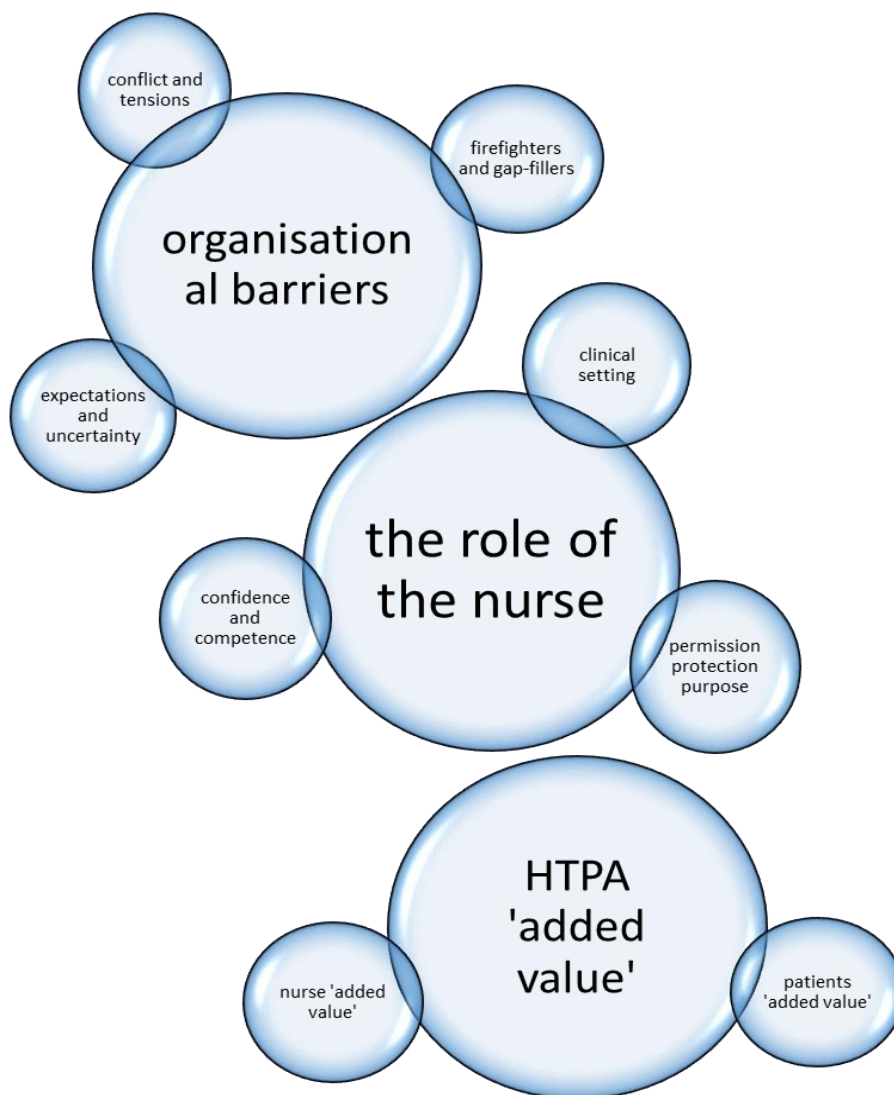 conflict and
tensions
firefighters
and gap-fillers
organisation
al barriers
expectations
and
uncertainty
clinical
setting
the role of
the nurse
confidence
and
competence
permission
protection
purpose
HTPA
'added
value'
nurse 'added
value'
patients
'added value'